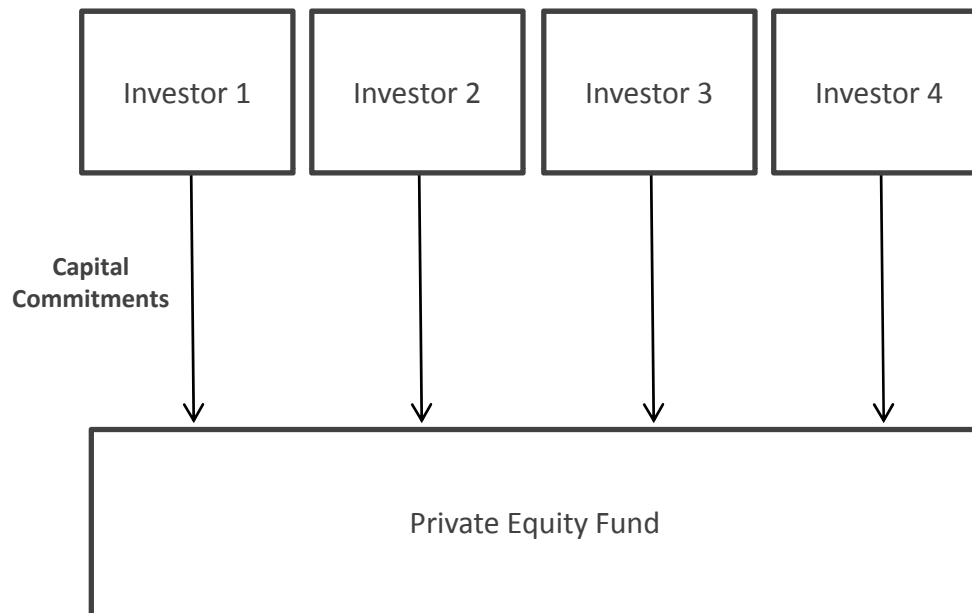 Investor 1
Investor 2
Investor 3
Investor 4
Capital
Commitments
Private Equity Fund